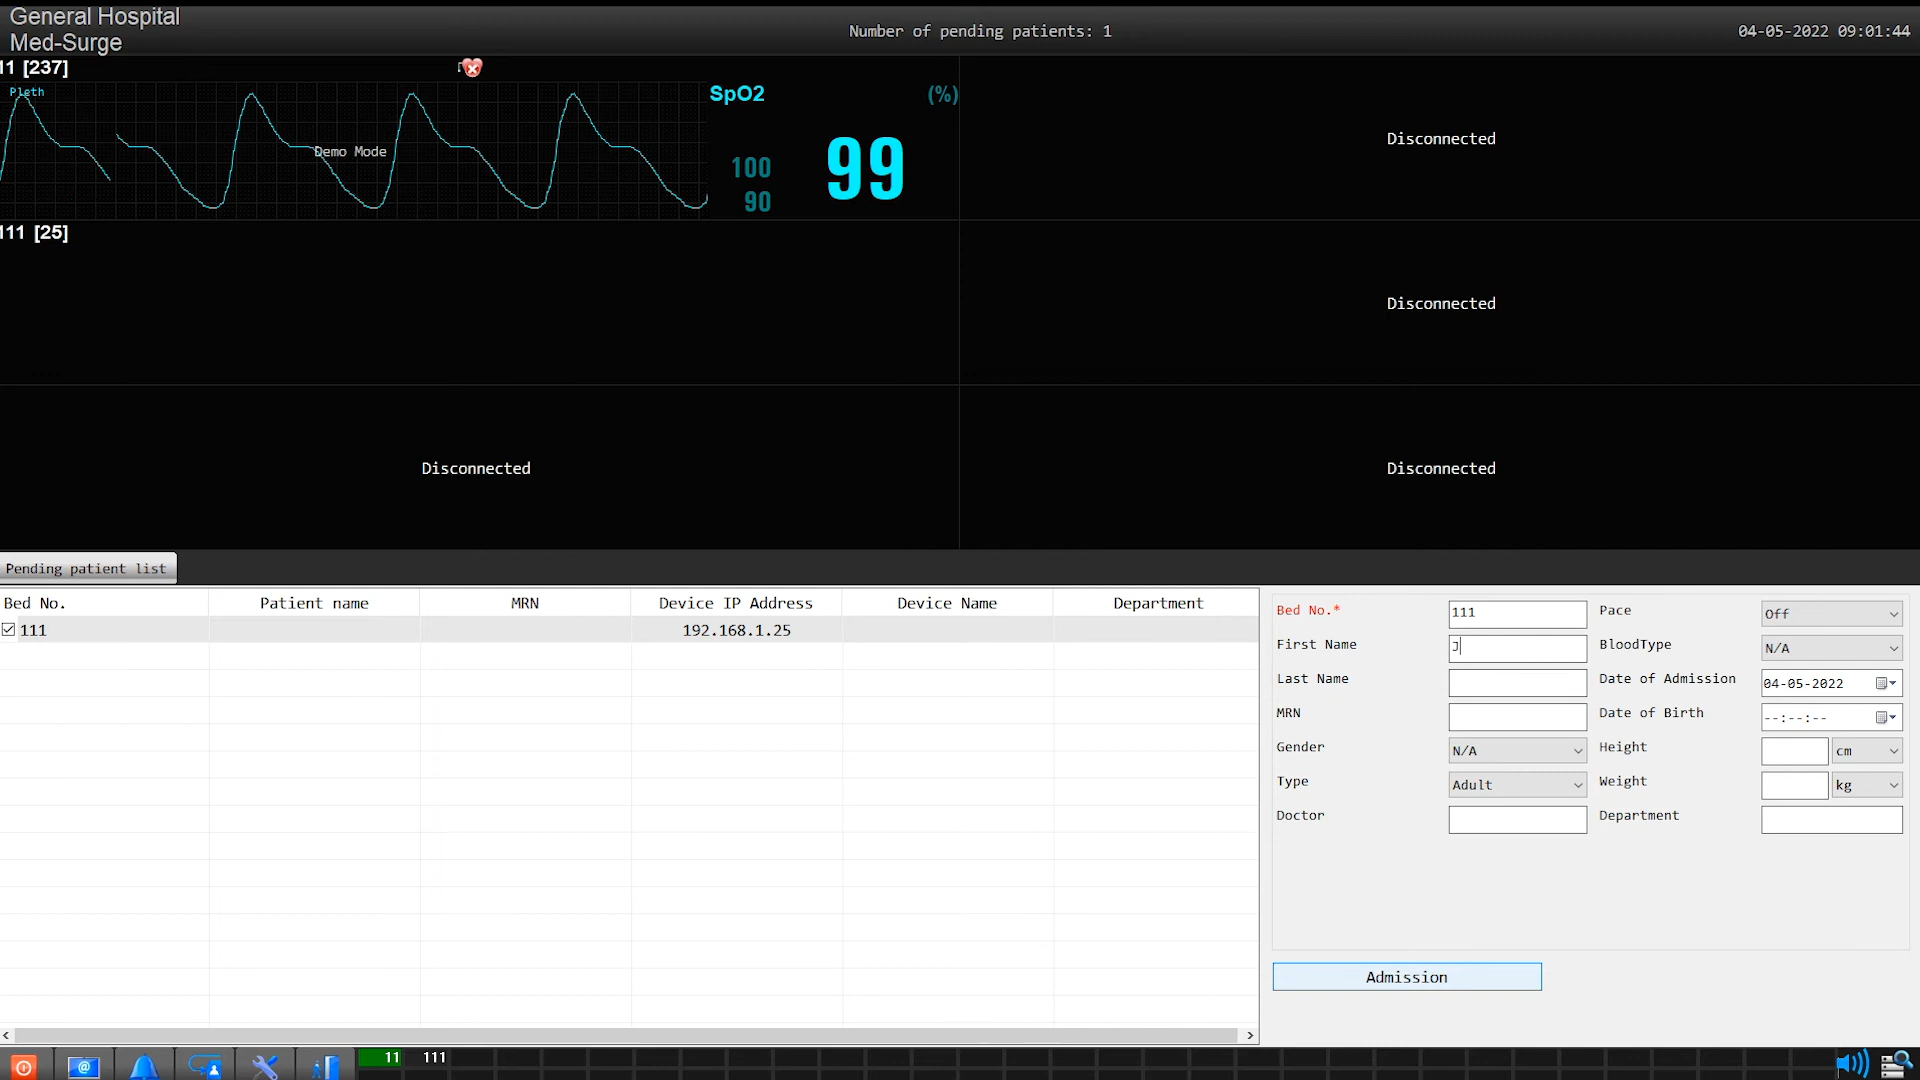 General Hospital
Med-Surge
Number of pending patients: 1
04-05-2022 09:01:44
11 [237]
Pleth
Demo Mode
SpO2
(%)
100
90
99
Disconnected
111 [25]
Disconnected
Disconnected
Disconnected
Pending patient list
Bed No. Patient name MRN Device IP Address Device Name Department
111 192.168.1.25
Bed No.* 111 Pace Off
First Name J BloodType N/A
Last Name Date of Admission 04-05-2022
MRN Date of Birth --:--:--
Gender N/A Height cm
Type Adult Weight kg
Doctor Department
Admission
11 111